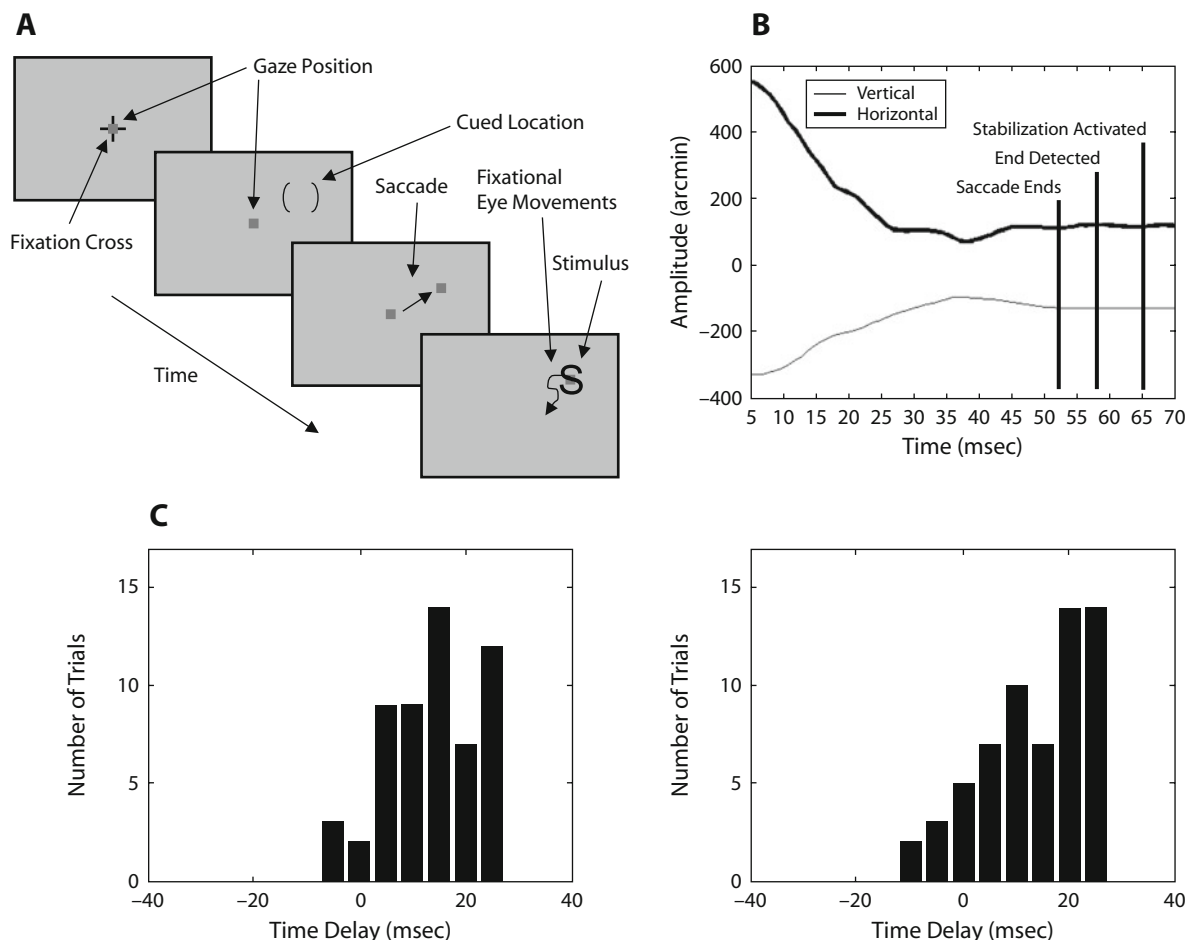 A
Gaze Position
Cued Location
Saccade
Fixational
Eye Movements
Stimulus
Fixation Cross
Time
S
B
Amplitude (arcmin)
600
400
200
0
−200
−400
Vertical
Horizontal
Stabilization Activated
End Detected
Saccade Ends
5 10 15 20 25 30 35 40 45 50 55 60 65 70
Time (msec)
C
Number of Trials
15
10
5
0
−40 −20 0 20 40
Time Delay (msec)
Number of Trials
15
10
5
0
−40 −20 0 20 40
Time Delay (msec)